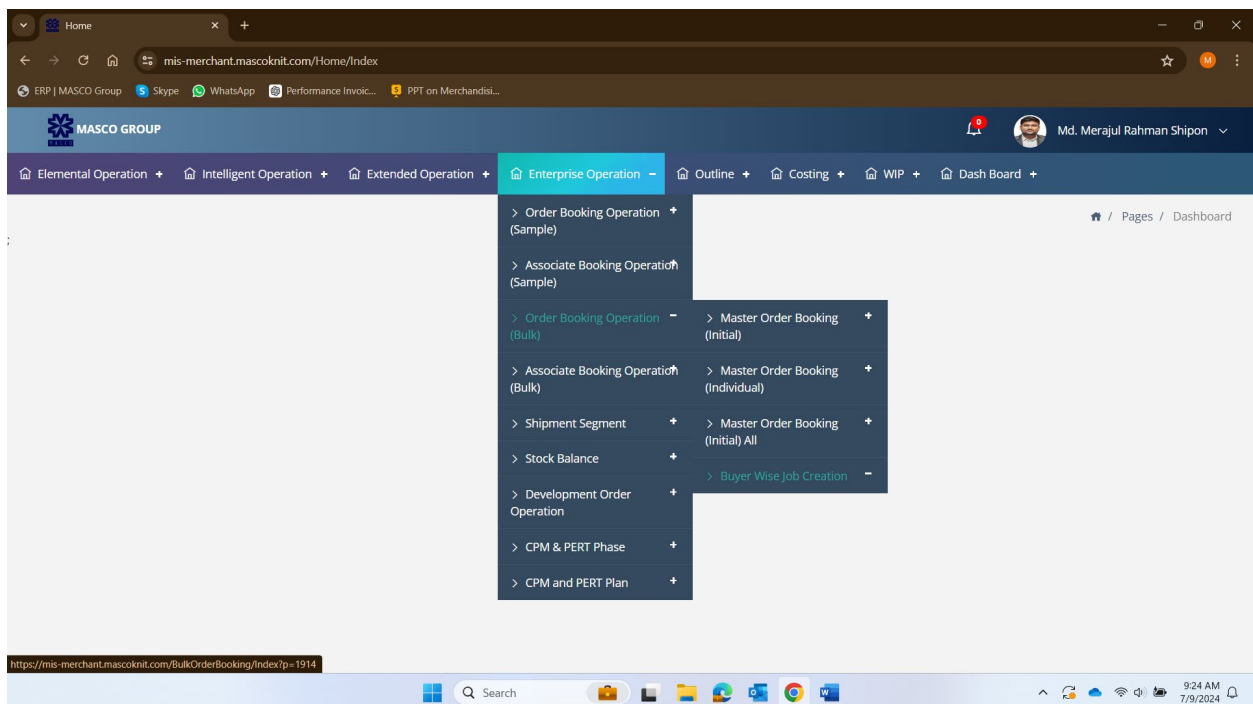 Home
mis-merchant.mascoknit.com/Home/Index
M
ERP | MASCO Group Skype WhatsApp Performance Invoic... PPT on Merchandisi...
MASCO GROUP
MASCO
0
Md. Merajul Rahman Shipon
Elemental Operation + Intelligent Operation + Extended Operation + Enterprise Operation − Outline + Costing + WIP + Dash Board +
/ Pages / Dashboard
;
> Order Booking Operation +
(Sample)
> Associate Booking Operation +
(Sample)
> Order Booking Operation −
(Bulk)
> Associate Booking Operation +
(Bulk)
> Shipment Segment +
> Stock Balance +
> Development Order +
Operation
> CPM & PERT Phase +
> CPM and PERT Plan +
> Master Order Booking +
(Initial)
> Master Order Booking +
(Individual)
> Master Order Booking +
(Initial) All
> Buyer Wise Job Creation −
https://mis-merchant.mascoknit.com/BulkOrderBooking/Index?p=1914
Search
9:24 AM
7/9/2024